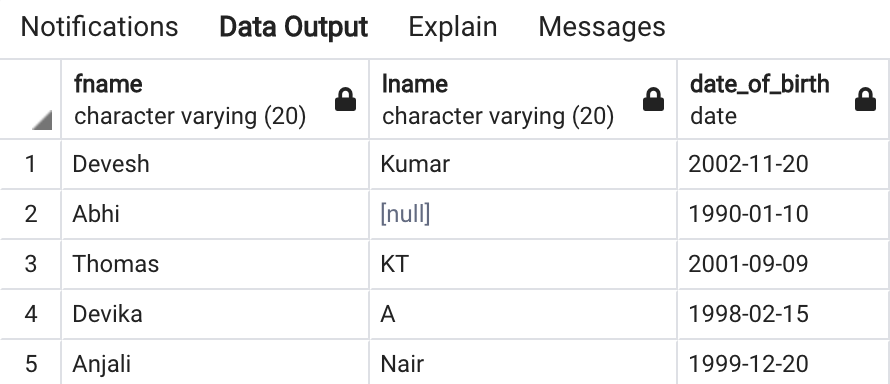 Notifications Data Output Explain Messages
fname lname date_of_birth
character varying (20) character varying (20) date
1 Devesh Kumar 2002-11-20
2 Abhi [null] 1990-01-10
3 Thomas KT 2001-09-09
4 Devika A 1998-02-15
5 Anjali Nair 1999-12-20